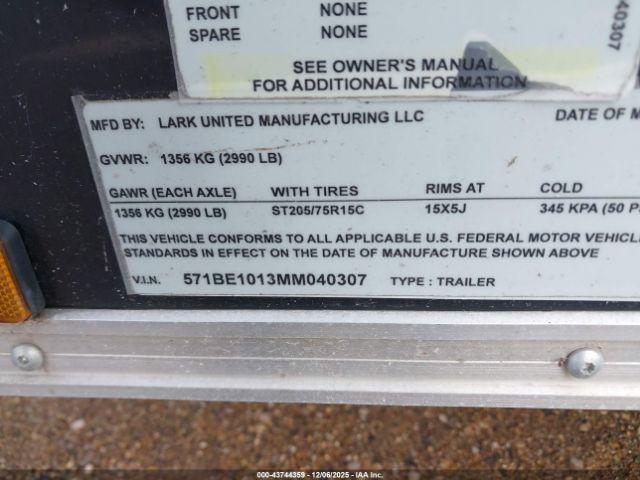 FRONT NONE
SPARE NONE
40307
SEE OWNER'S MANUAL
FOR ADDITIONAL INFORMATION
MFD BY: LARK UNITED MANUFACTURING LLC DATE OF M
GVWR: 1356 KG (2990 LB)
GAWR (EACH AXLE) WITH TIRES RIMS AT COLD
1356 KG (2990 LB) ST205/75R15C 15X5J 345 KPA (50 P
THIS VEHICLE CONFORMS TO ALL APPLICABLE U.S. FEDERAL MOTOR VEHICLE
STANDARDS IN EFFECT ON THE DATE OF MANUFACTURE SHOWN ABOVE
V.I.N. 571BE1013MM040307 TYPE : TRAILER
000-43744359 - 12/06/2025 - IAA Inc.